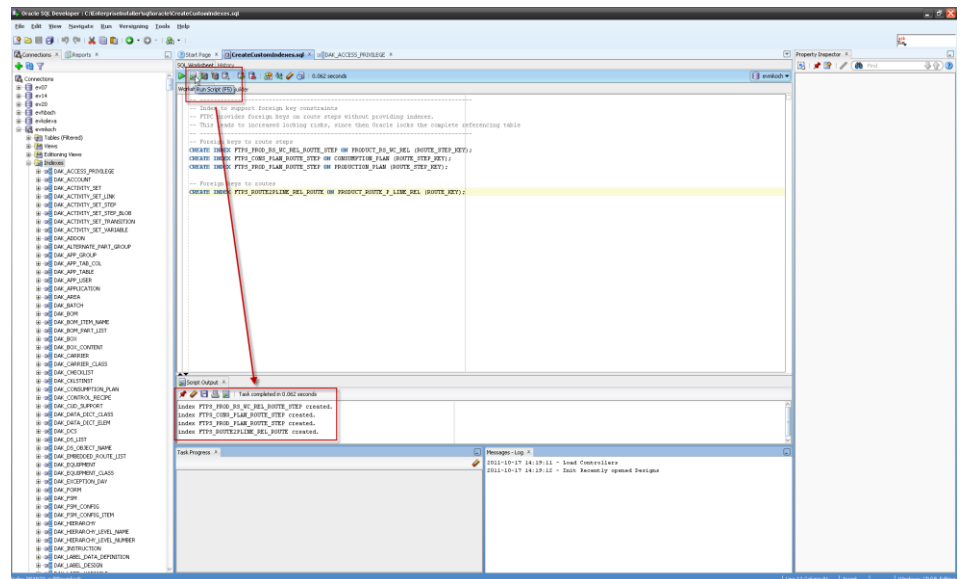 Oracle SQL Developer : C:\EnterpriseInstaller\sql\oracle\CreateCustomIndexes.sql
File Edit View Navigate Run Versioning Tools Help
Connections Reports
Start Page CreateCustomIndexes.sql DAK_ACCESS_PRIVILEGE
Property Inspector
SQL Worksheet History
Find
0.062 seconds
evmkoch
Run Script (F5)
Connections
ev07
ev14
ev20
evmkoch
Tables (Filtered)
Views
Editioning Views
Indexes
DAK_ACCESS_PRIVILEGE
DAK_ACCOUNT
DAK_ACTIVITY_SET
DAK_ACTIVITY_SET_LINK
DAK_ACTIVITY_SET_STEP
DAK_ACTIVITY_SET_STEP_BLOB
DAK_ACTIVITY_SET_TRANSITION
DAK_ACTIVITY_SET_VARIABLE
DAK_ADDON
DAK_ALTERNATE_PART_GROUP
DAK_APP_GROUP
DAK_APP_TAB_COL
DAK_APP_TABLE
DAK_APP_USER
DAK_APPLICATION
DAK_AREA
DAK_BATCH
DAK_BOM
DAK_BOM_ITEM_NAME
DAK_BOM_PART_LIST
DAK_BOX
DAK_BOX_CONTENT
DAK_CARRIER
DAK_CARRIER_CLASS
DAK_CHECKLIST
DAK_CKLSTINST
DAK_CONSUMPTION_PLAN
DAK_CONTROL_RECIPE
DAK_CUD_SUPPORT
DAK_DATA_DICT_CLASS
DAK_DATA_DICT_ELEM
DAK_DCS
DAK_DS_LIST
DAK_DS_OBJECT_NAME
DAK_EMBEDDED_ROUTE_LIST
DAK_EQUIPMENT
DAK_EQUIPMENT_CLASS
DAK_EXCEPTION_DAY
DAK_FORM
DAK_FSM
DAK_FSM_CONFIG
DAK_FSM_CONFIG_ITEM
DAK_HIERARCHY
DAK_HIERARCHY_LEVEL_NAME
DAK_HIERARCHY_LEVEL_NUMBER
DAK_INSTRUCTION
DAK_LABEL_DATA_DEFINITION
DAK_LABEL_DESIGN
-- Index to support foreign key constraants
-- FTPC provides foreign keys on route steps without providing indexes.
-- This leads to increased locking risks, since then Oracle locks the complete referencing table
-- Foreign keys to route steps
CREATE INDEX FTPS_PROD_RS_WC_REL_ROUTE_STEP ON PRODUCT_RS_WC_REL (ROUTE_STEP_KEY);
CREATE INDEX FTPS_CONS_PLAN_ROUTE_STEP ON CONSUMPTION_PLAN (ROUTE_STEP_KEY);
CREATE INDEX FTPS_PROD_PLAN_ROUTE_STEP ON PRODUCTION_PLAN (ROUTE_STEP_KEY);
-- Foreign keys to routes
CREATE INDEX FTPS_ROUTE2PLINE_REL_ROUTE ON PRODUCT_ROUTE_P_LINE_REL (ROUTE_KEY);
Script Output
Task completed in 0.062 seconds
index FTPS_PROD_RS_WC_REL_ROUTE_STEP created.
index FTPS_CONS_PLAN_ROUTE_STEP created.
index FTPS_PROD_PLAN_ROUTE_STEP created.
index FTPS_ROUTE2PLINE_REL_ROUTE created.
Task Progress
Messages - Log
2011-10-17 14:19:11 - Load Controllers
2011-10-17 14:19:12 - Init Recently opened Designs